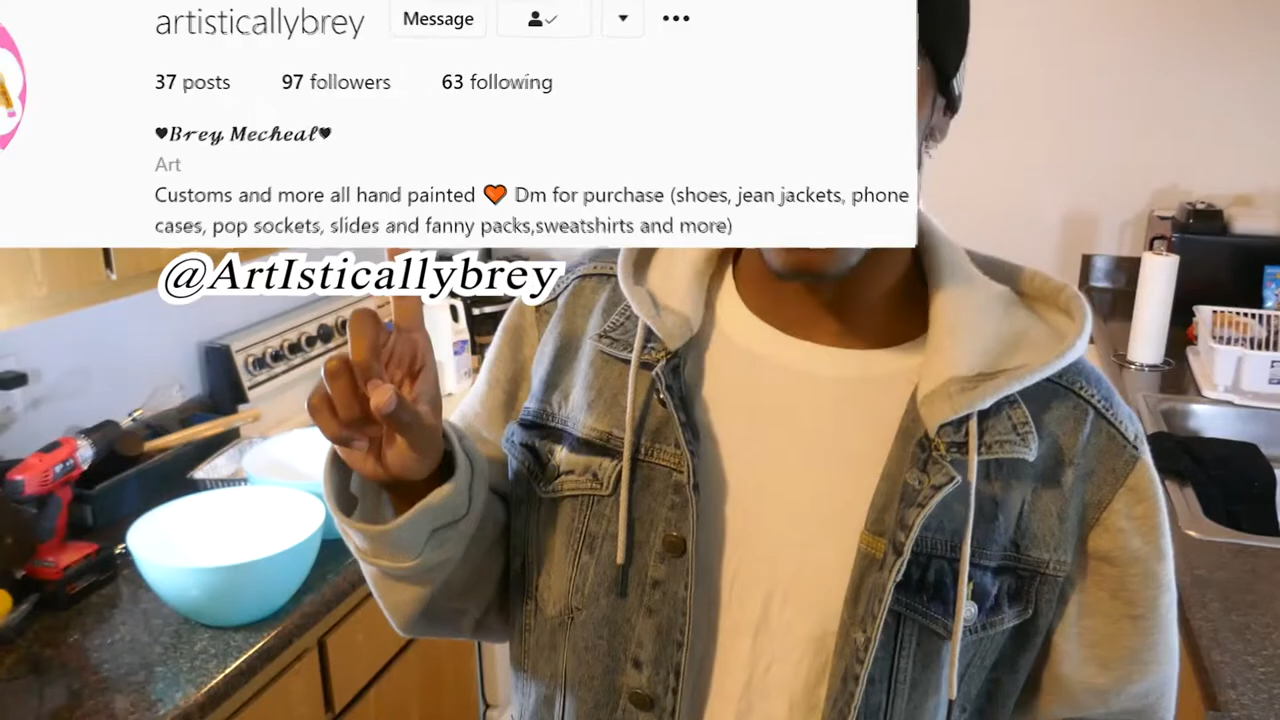 artisticallybrey Message
37 posts 97 followers 63 following
♥Brey Mecheal♥
Art
Customs and more all hand painted 🧡 Dm for purchase (shoes, jean jackets, phone
cases, pop sockets, slides and fanny packs,sweatshirts and more)
@ArtIsticallybrey